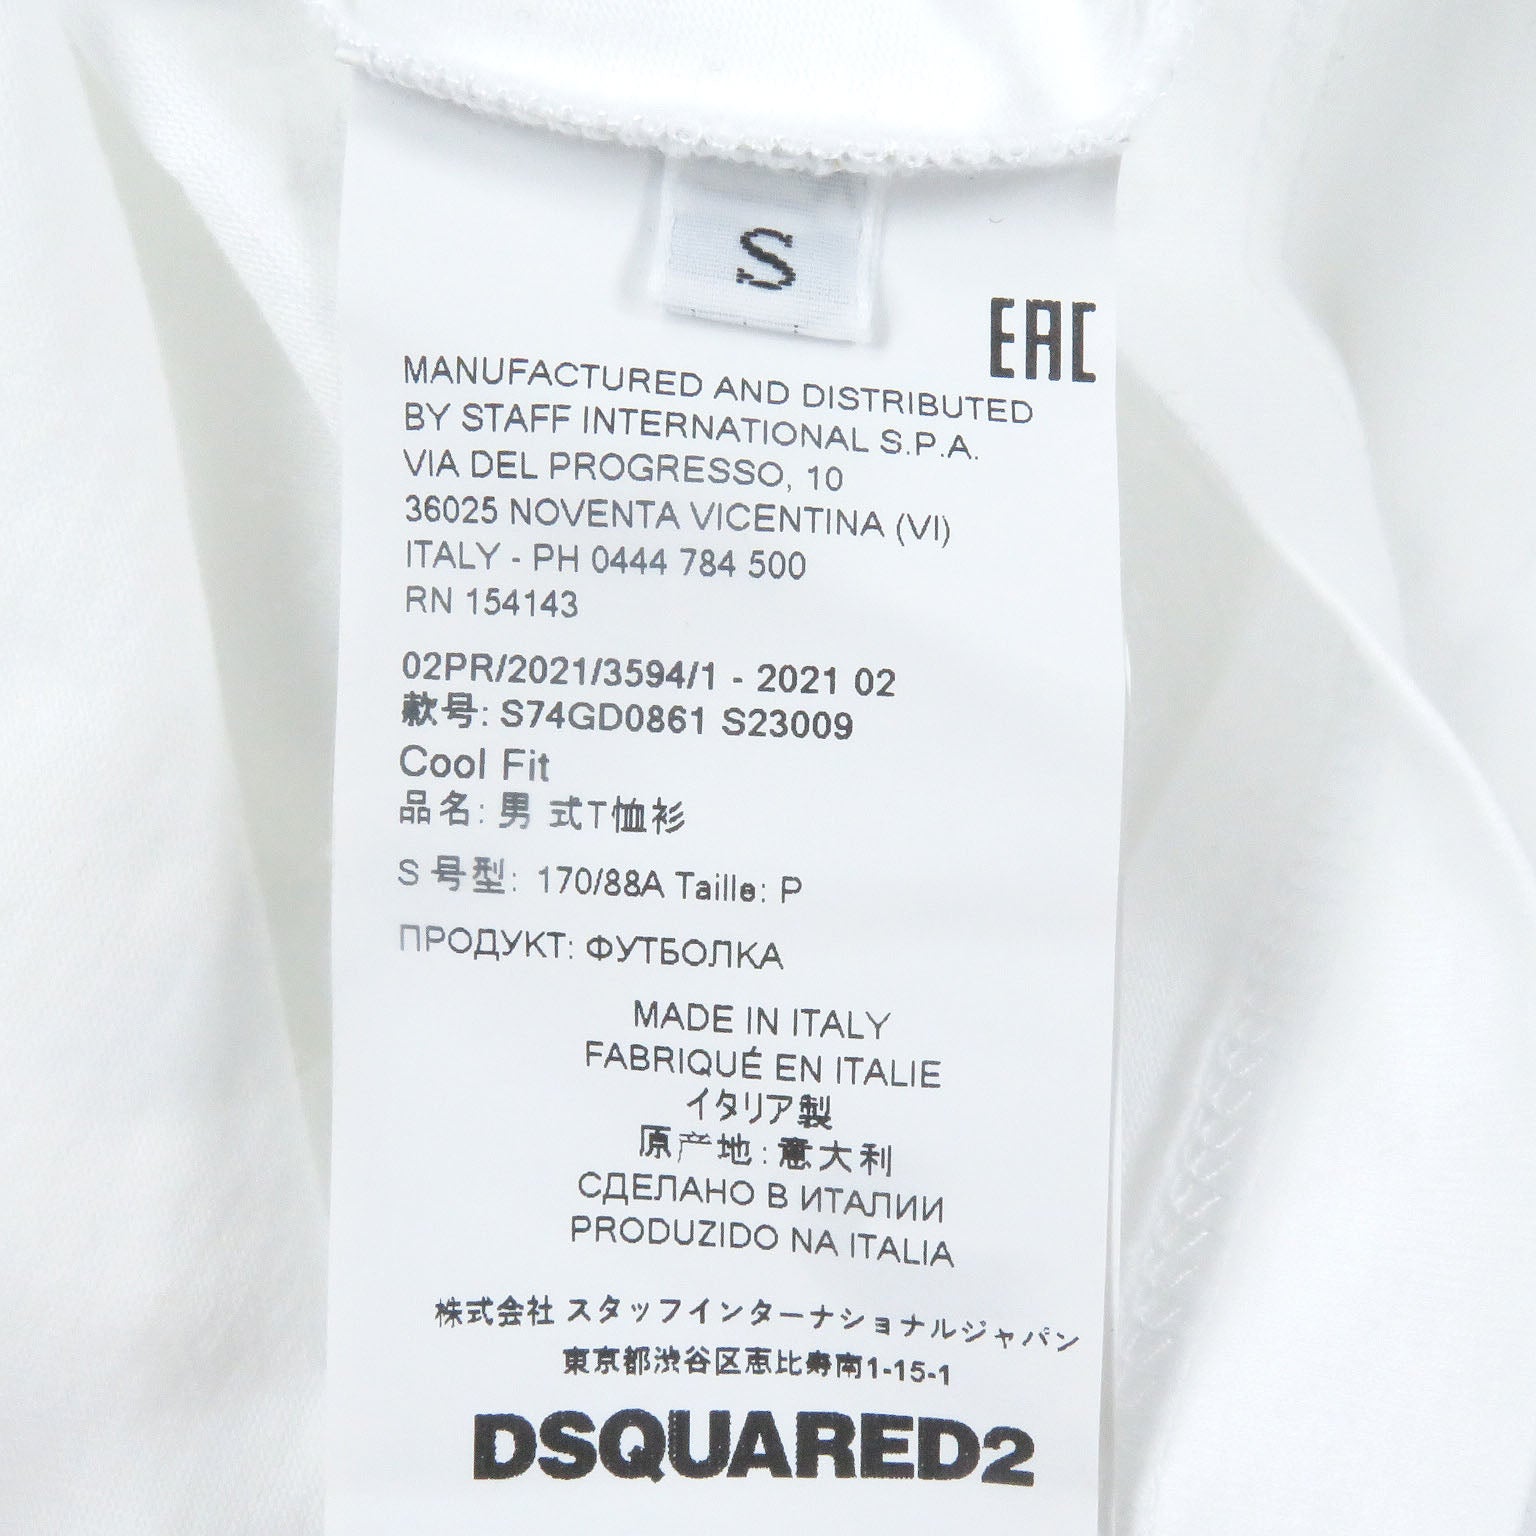 S
EAC
MANUFACTURED AND DISTRIBUTED
BY STAFF INTERNATIONAL S.P.A.
VIA DEL PROGRESSO, 10
36025 NOVENTA VICENTINA (VI)
ITALY - PH 0444 784 500
RN 154143
02PR/2021/3594/1 - 2021 02
款号: S74GD0861 S23009
Cool Fit
品名: 男 式T恤衫
S 号型: 170/88A Taille: P
ПРОДУКТ: ФУТБОЛКА
MADE IN ITALY
FABRIQUÉ EN ITALIE
イタリア製
原产地: 意大利
СДЕЛАНО В ИТАЛИИ
PRODUZIDO NA ITALIA
株式会社 スタッフインターナショナルジャパン
東京都渋谷区恵比寿南1-15-1
DSQUARED2